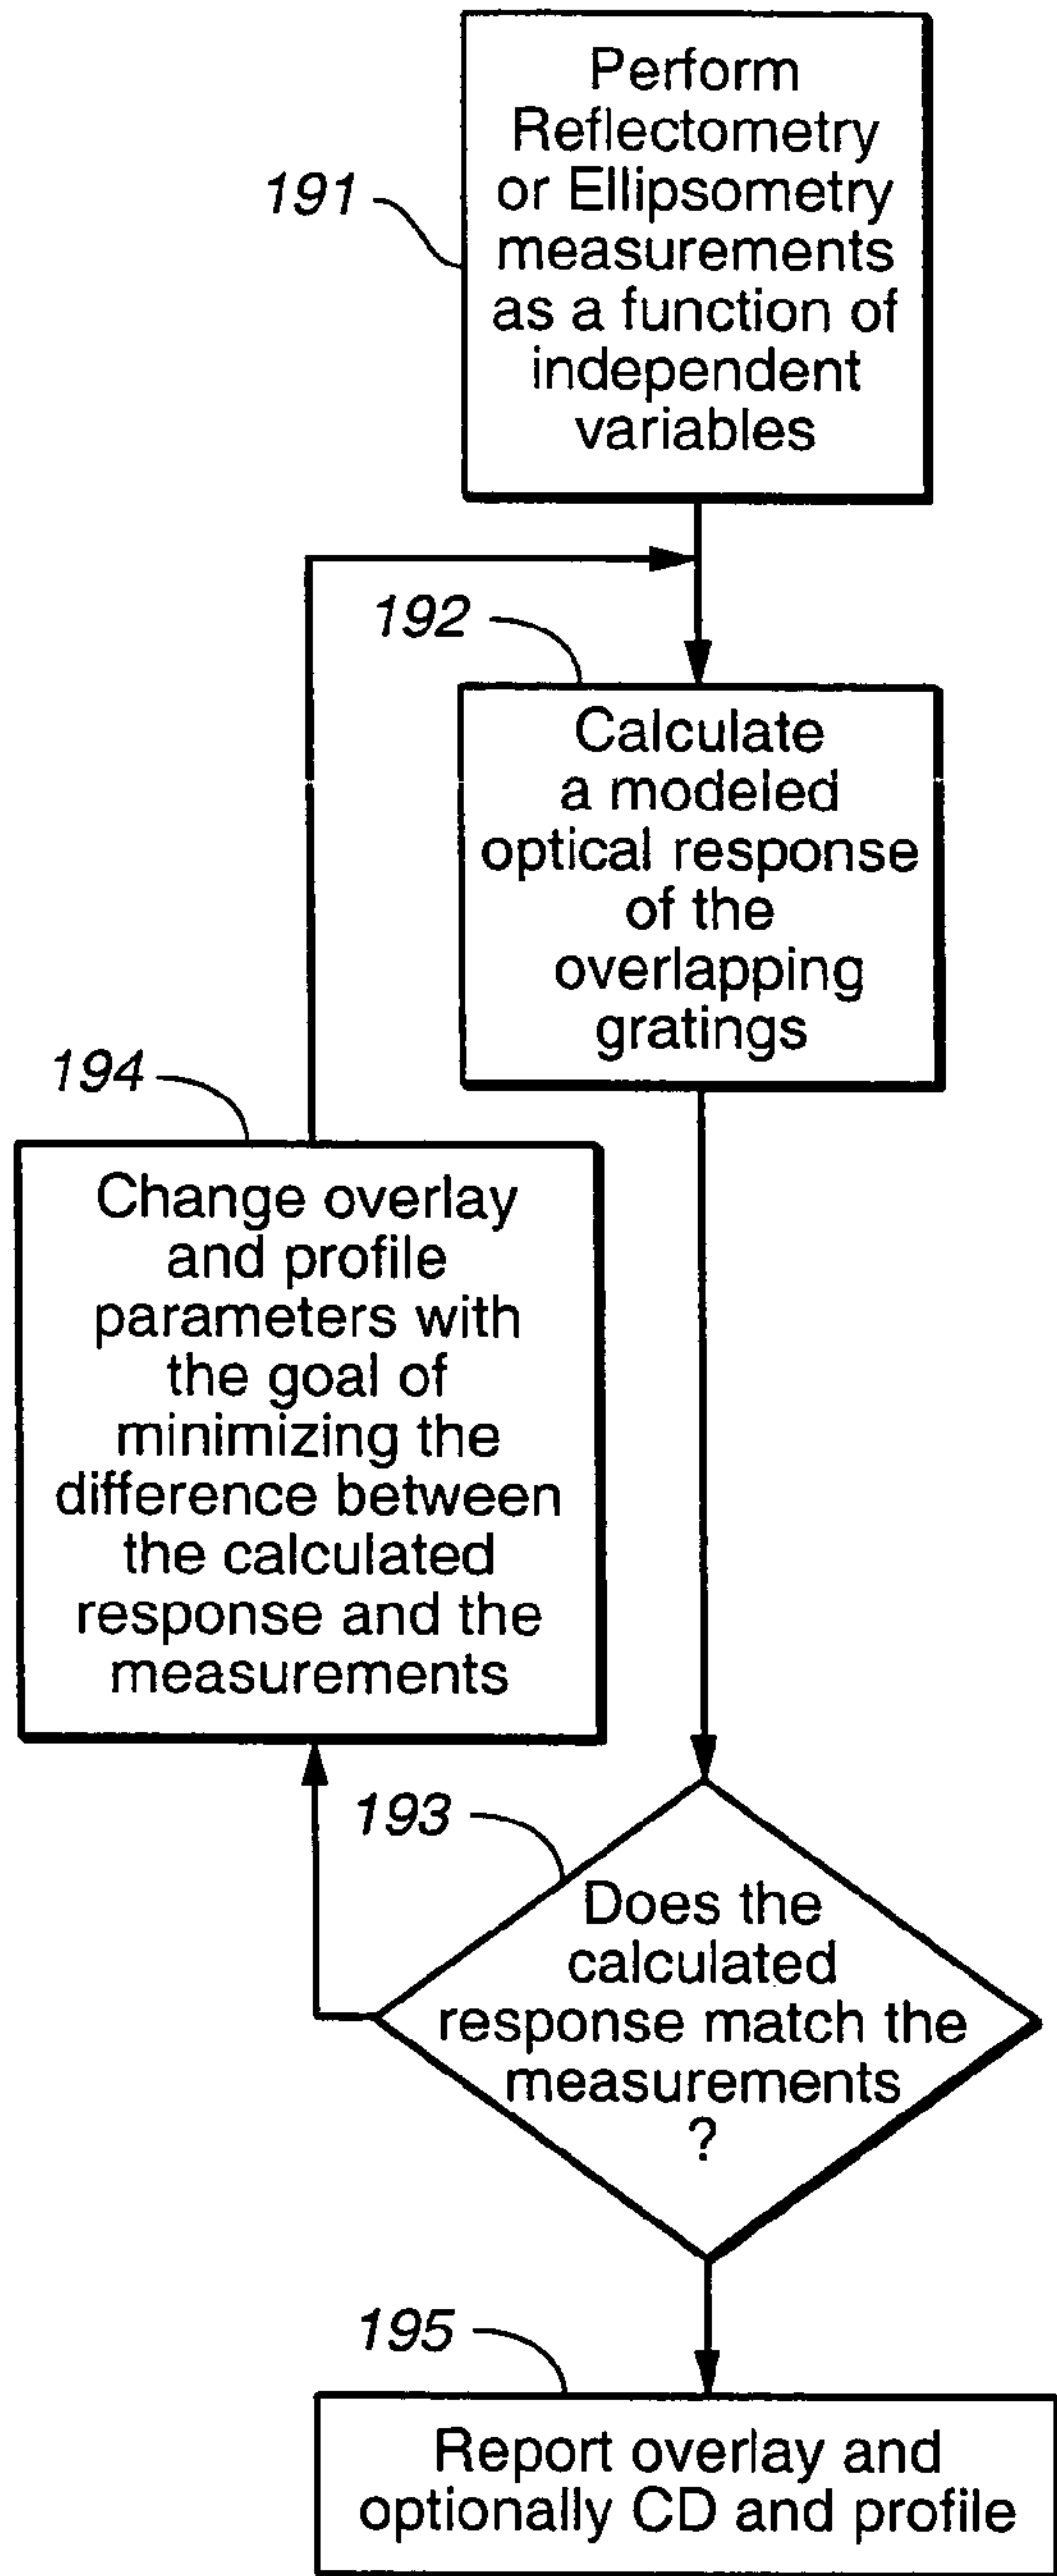 191
Perform
Reflectometry
or Ellipsometry
measurements
as a function of
independent
variables
192
Calculate
a modeled
optical response
of the
overlapping
gratings
194
Change overlay
and profile
parameters with
the goal of
minimizing the
difference between
the calculated
response and the
measurements
193
Does the
calculated
response match the
measurements
?
195
Report overlay and
optionally CD and profile